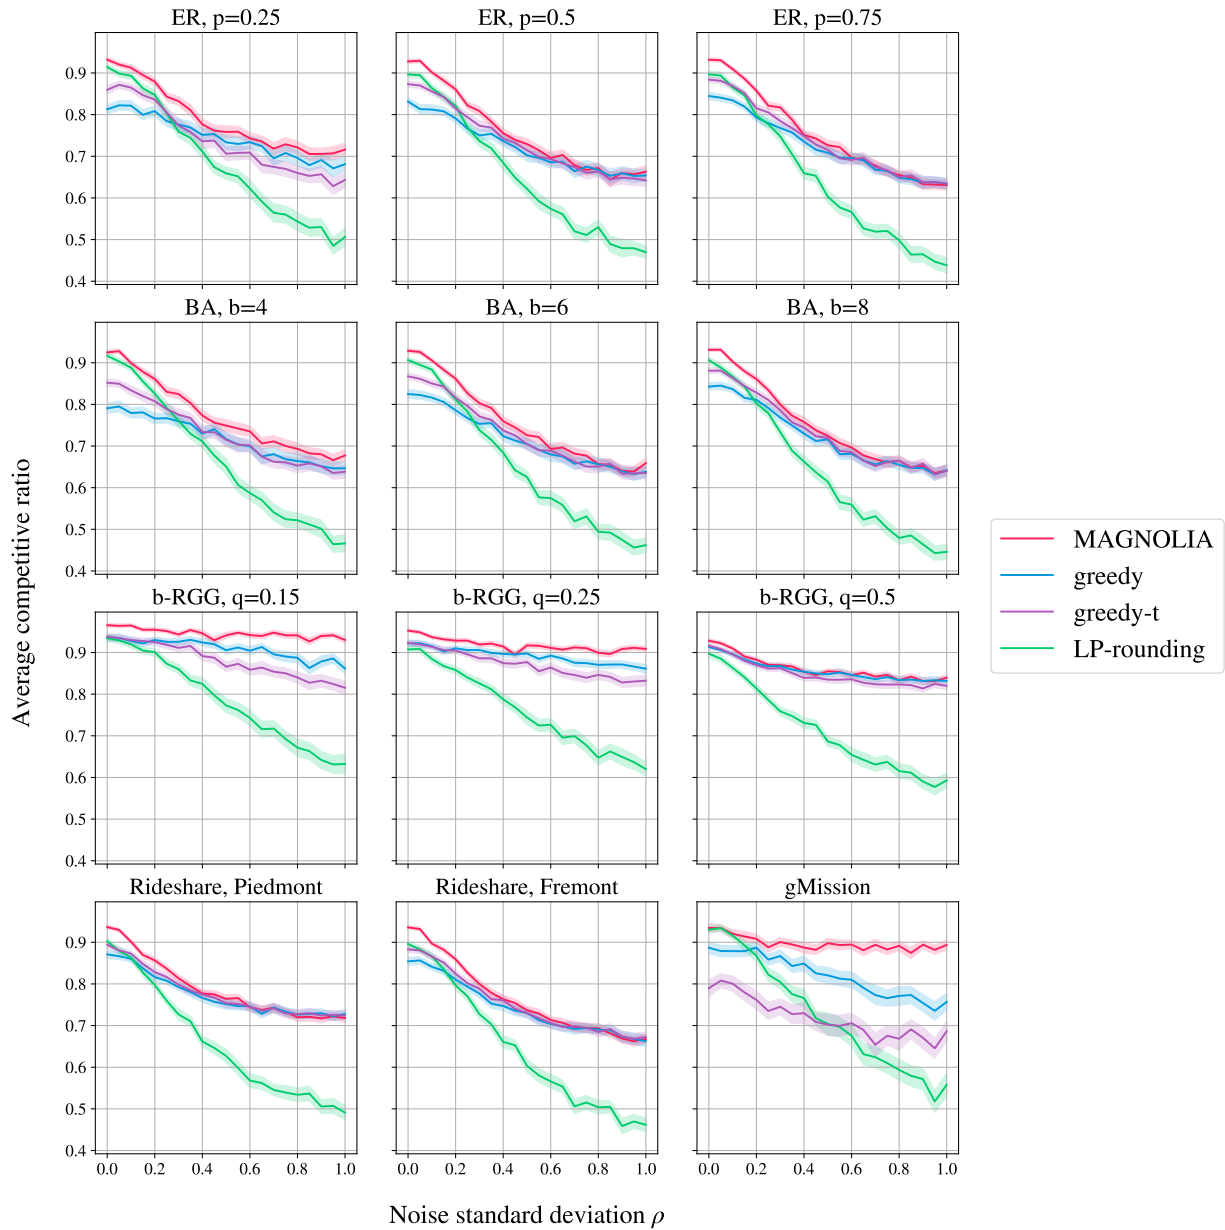 ER, p=0.25
ER, p=0.5
ER, p=0.75
0.9
0.8
0.7
0.6
0.5
0.4
BA, b=4
BA, b=6
BA, b=8
0.9
0.8
0.7
0.6
0.5
0.4
b-RGG, q=0.15
b-RGG, q=0.25
b-RGG, q=0.5
0.9
0.8
0.7
0.6
0.5
0.4
Rideshare, Piedmont
Rideshare, Fremont
gMission
0.9
0.8
0.7
0.6
0.5
0.4
0.0 0.2 0.4 0.6 0.8 1.0
0.0 0.2 0.4 0.6 0.8 1.0
0.0 0.2 0.4 0.6 0.8 1.0
Average competitive ratio
Noise standard deviation ρ
MAGNOLIA
greedy
greedy-t
LP-rounding